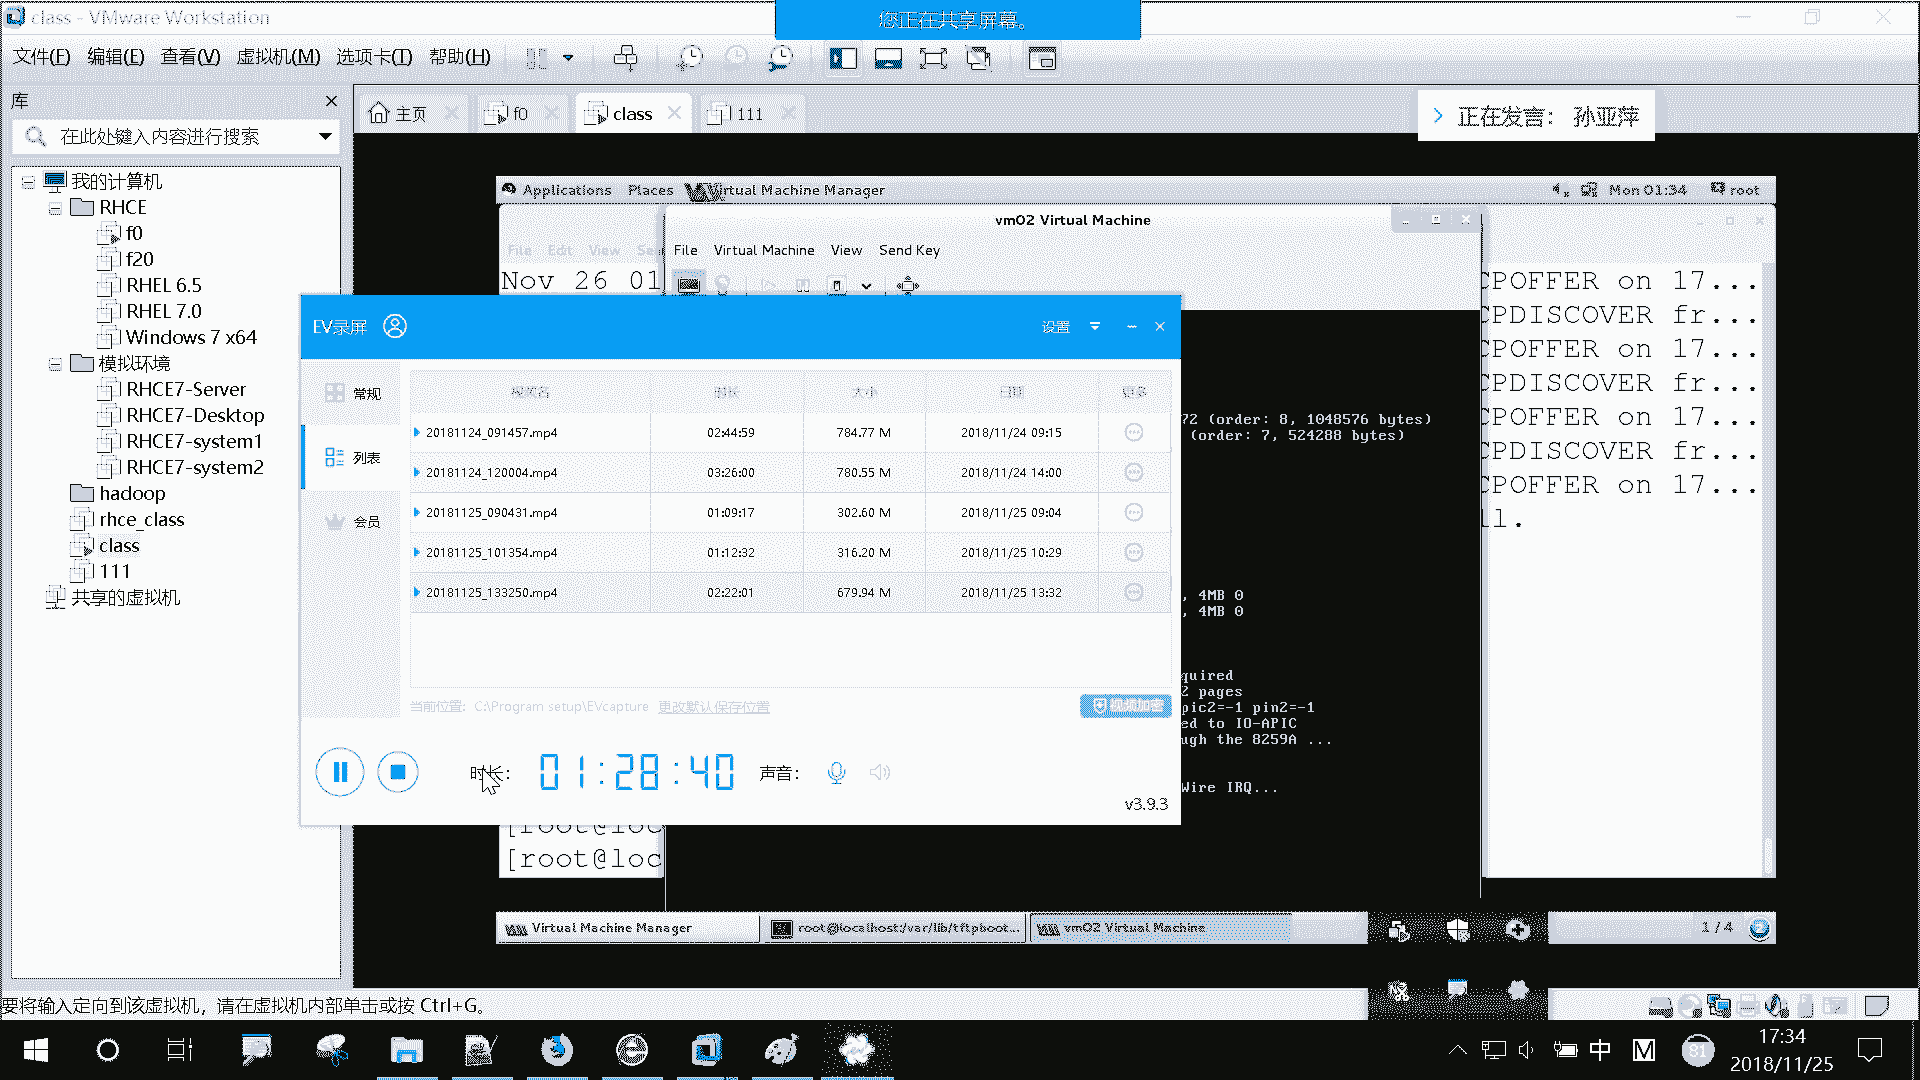 class - VMware Workstation
您正在共享屏幕。
文件(F) 编辑(E) 查看(V) 虚拟机(M) 选项卡(T) 帮助(H)
库
在此处键入内容进行搜索
主页
f0
class
111
正在发言： 孙亚萍
我的计算机
RHCE
f0
f20
RHEL 6.5
RHEL 7.0
Windows 7 x64
模拟环境
RHCE7-Server
RHCE7-Desktop
RHCE7-system1
RHCE7-system2
hadoop
rhce_class
class
111
共享的虚拟机
Applications Places Virtual Machine Manager
Mon 01:34 root
vm02 Virtual Machine
File Edit View
File Virtual Machine View Send Key
Nov 26 01
CPOFFER on 17...
CPDISCOVER fr...
CPOFFER on 17...
CPDISCOVER fr...
CPOFFER on 17...
CPDISCOVER fr...
CPOFFER on 17...
ll.
72 (order: 8, 1048576 bytes)
(order: 7, 524288 bytes)
, 4MB 0
, 4MB 0
quired
2 pages
pic2=-1 pin2=-1
ed to IO-APIC
ugh the 8259A ...
Wire IRQ...
EV录屏
设置
常规
列表
会员
视频名 时长 大小 日期 更多
20181124_091457.mp4 02:44:59 784.77 M 2018/11/24 09:15
20181124_120004.mp4 03:26:00 780.55 M 2018/11/24 14:00
20181125_090431.mp4 01:09:17 302.60 M 2018/11/25 09:04
20181125_101354.mp4 01:12:32 316.20 M 2018/11/25 10:29
20181125_133250.mp4 02:22:01 679.94 M 2018/11/25 13:32
当前位置: C:\Program setup\EVcapture 更改默认保存位置
视频加密
时长: 01:28:40 声音:
v3.9.3
[root@loc
[root@loc
Virtual Machine Manager
root@localhost:/var/lib/tftpboot...
vm02 Virtual Machine
1 / 4
要将输入定向到该虚拟机，请在虚拟机内部单击或按 Ctrl+G。
中
M
81
17:34
2018/11/25